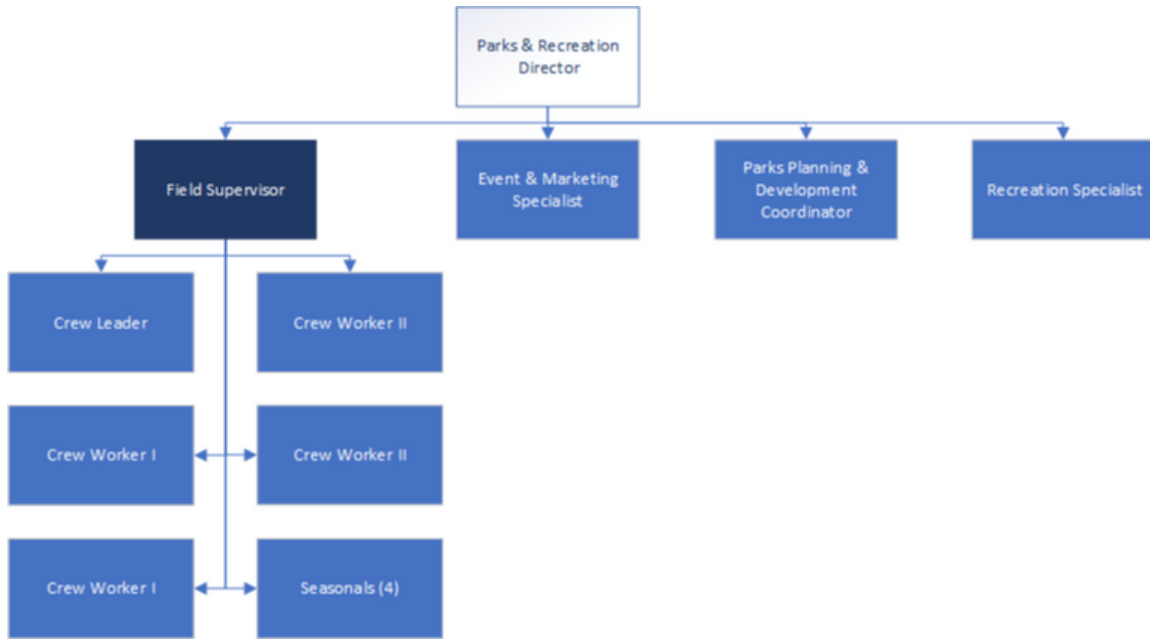 Parks & Recreation
Director
Field Supervisor
Event & Marketing
Specialist
Parks Planning &
Development
Coordinator
Recreation Specialist
Crew Leader
Crew Worker II
Crew Worker I
Crew Worker II
Crew Worker I
Seasonals (4)